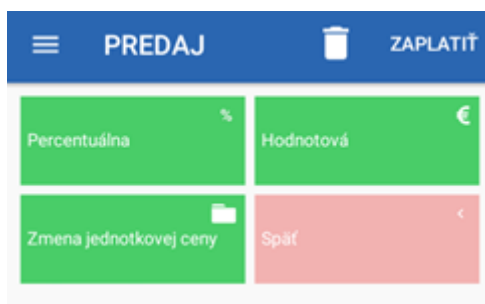 PREDAJ
ZAPLATIŤ
%
Percentuálna
€
Hodnotová
Zmena jednotkovej ceny
<
Späť